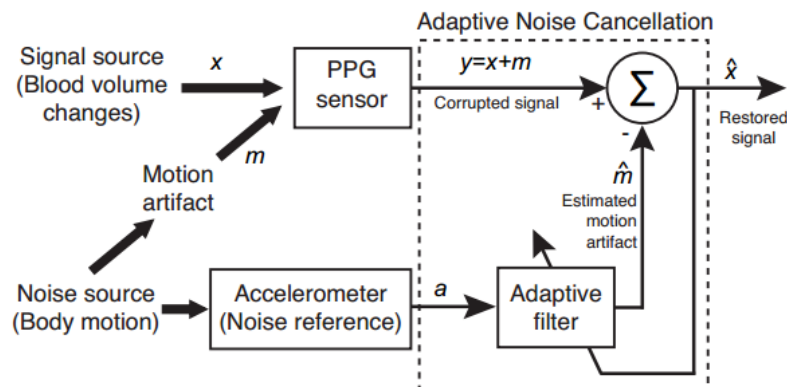 Adaptive Noise Cancellation
Signal source
(Blood volume
changes)
x
PPG
sensor
y=x+m
Corrupted signal
+
Σ
-
x̂
Restored
signal
m
Motion
artifact
m̂
Estimated
motion
artifact
Noise source
(Body motion)
Accelerometer
(Noise reference)
a
Adaptive
filter